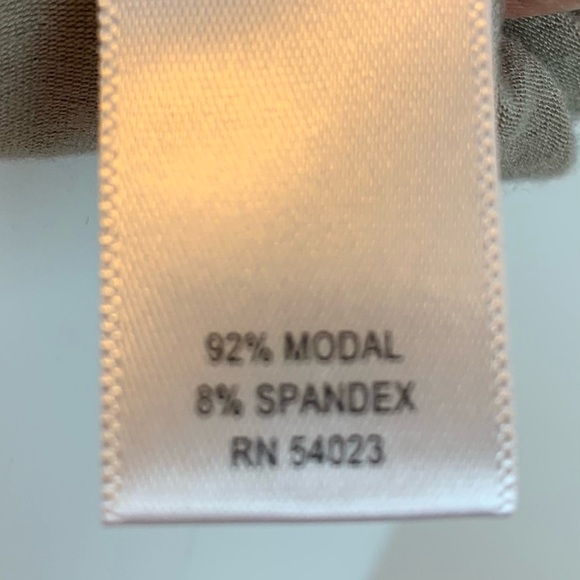 92% MODAL
8% SPANDEX
RN 54023